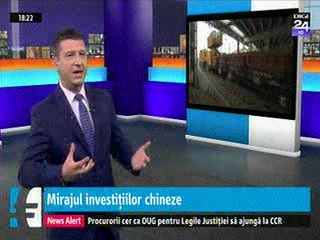 18:22
DIGI 24
HD
Mirajul investițiilor chineze
News Alert Procurorii cer ca OUG pentru Legile Justiției să ajungă la CCR